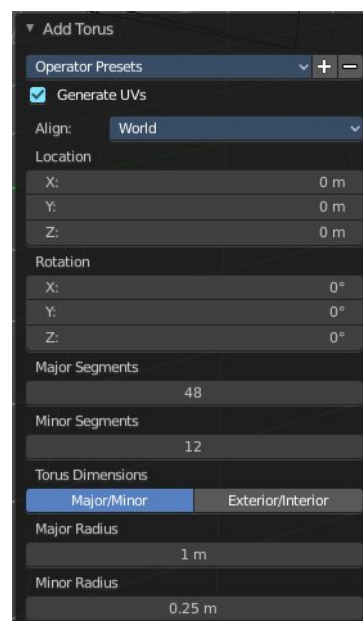 Add Torus
Operator Presets
Generate UVs
Align: World
Location
X: 0 m
Y: 0 m
Z: 0 m
Rotation
X: 0°
Y: 0°
Z: 0°
Major Segments
48
Minor Segments
12
Torus Dimensions
Major/Minor Exterior/Interior
Major Radius
1 m
Minor Radius
0.25 m